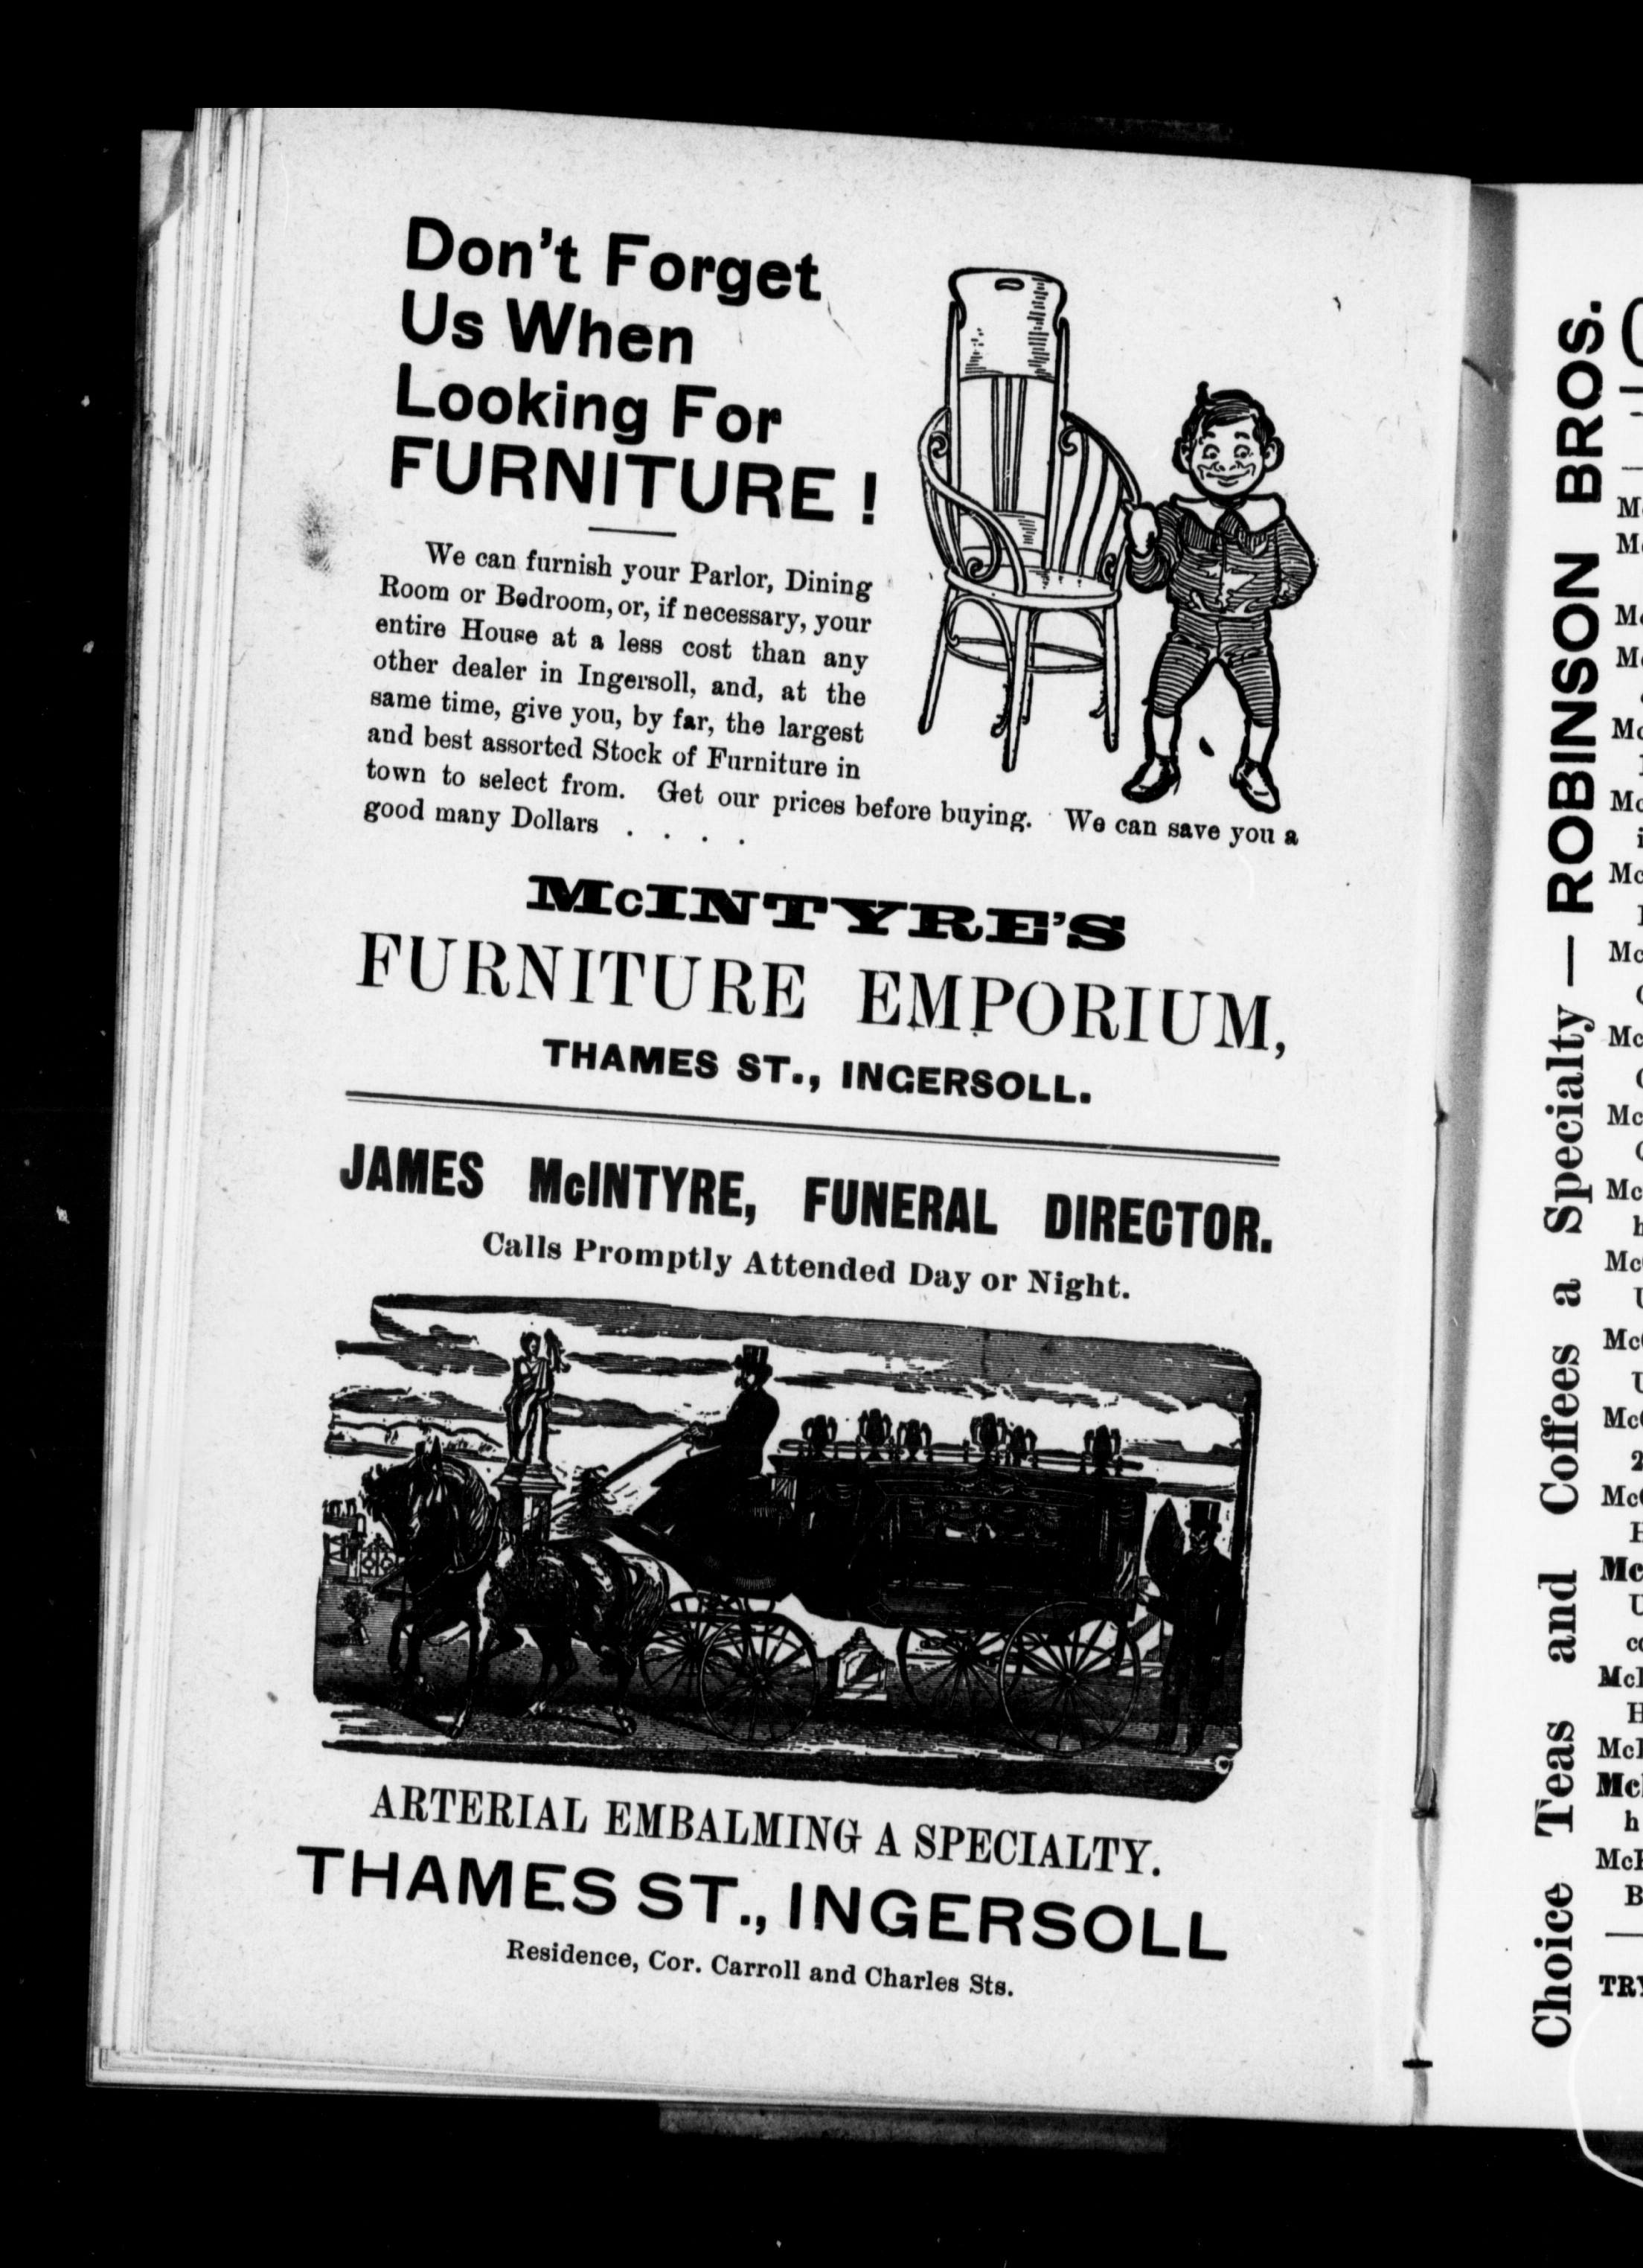 Don't Forget
Us When
Looking For
FURNITURE !
We can furnish your Parlor, Dining
Room or Bedroom, or, if necessary, your
entire House at a less cost than any
other dealer in Ingersoll, and, at the
same time, give you, by far, the largest
and best assorted Stock of Furniture in
town to select from. Get our prices before buying. We can save you a
good many Dollars . . . .
McINTYRE'S
FURNITURE EMPORIUM,
THAMES ST., INGERSOLL.
JAMES McINTYRE, FUNERAL DIRECTOR.
Calls Promptly Attended Day or Night.
ARTERIAL EMBALMING A SPECIALTY.
THAMES ST., INGERSOLL
Residence, Cor. Carroll and Charles Sts.
Choice Teas and Coffees a Specialty — ROBINSON BROS.